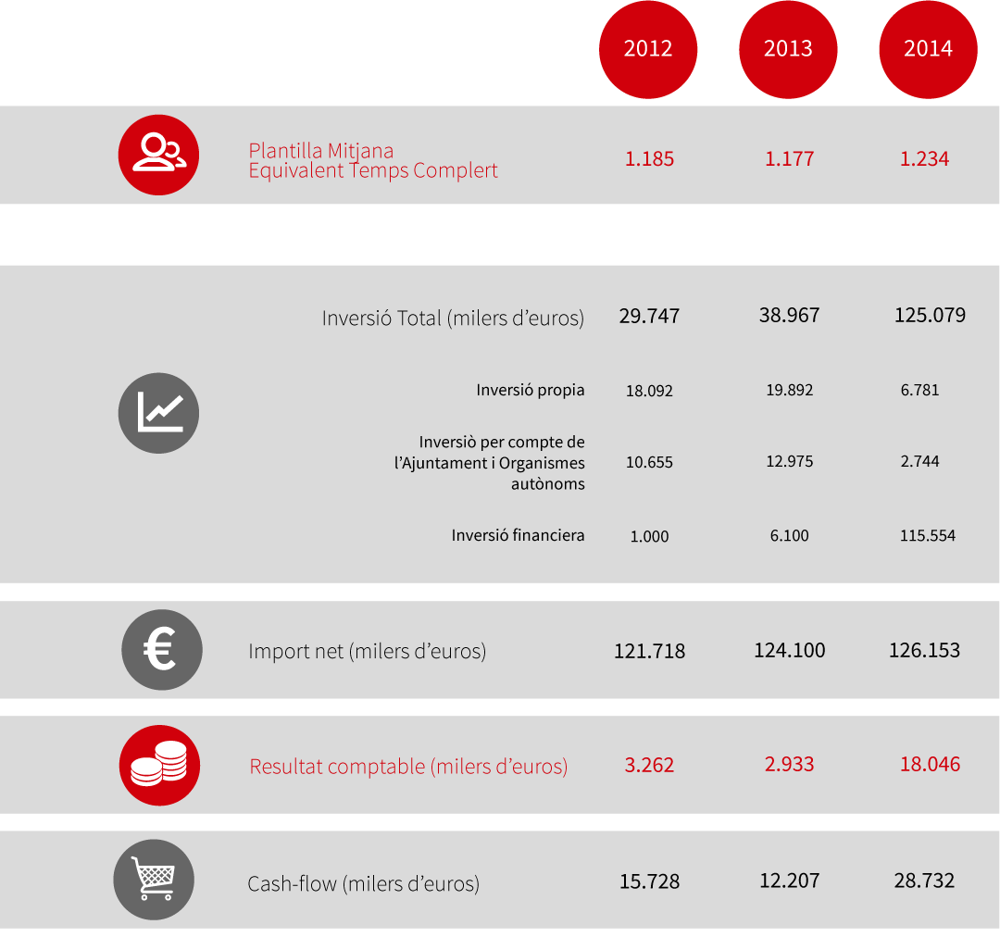 2012 2013 2014
Plantilla Mitjana
Equivalent Temps Complert 1.185 1.177 1.234
Inversió Total (milers d’euros) 29.747 38.967 125.079
Inversió propia 18.092 19.892 6.781
Inversiò per compte de
l’Ajuntament i Organismes 10.655 12.975 2.744
autònoms
Inversió financiera 1.000 6.100 115.554
€
Import net (milers d’euros) 121.718 124.100 126.153
Resultat comptable (milers d’euros) 3.262 2.933 18.046
Cash-flow (milers d’euros) 15.728 12.207 28.732